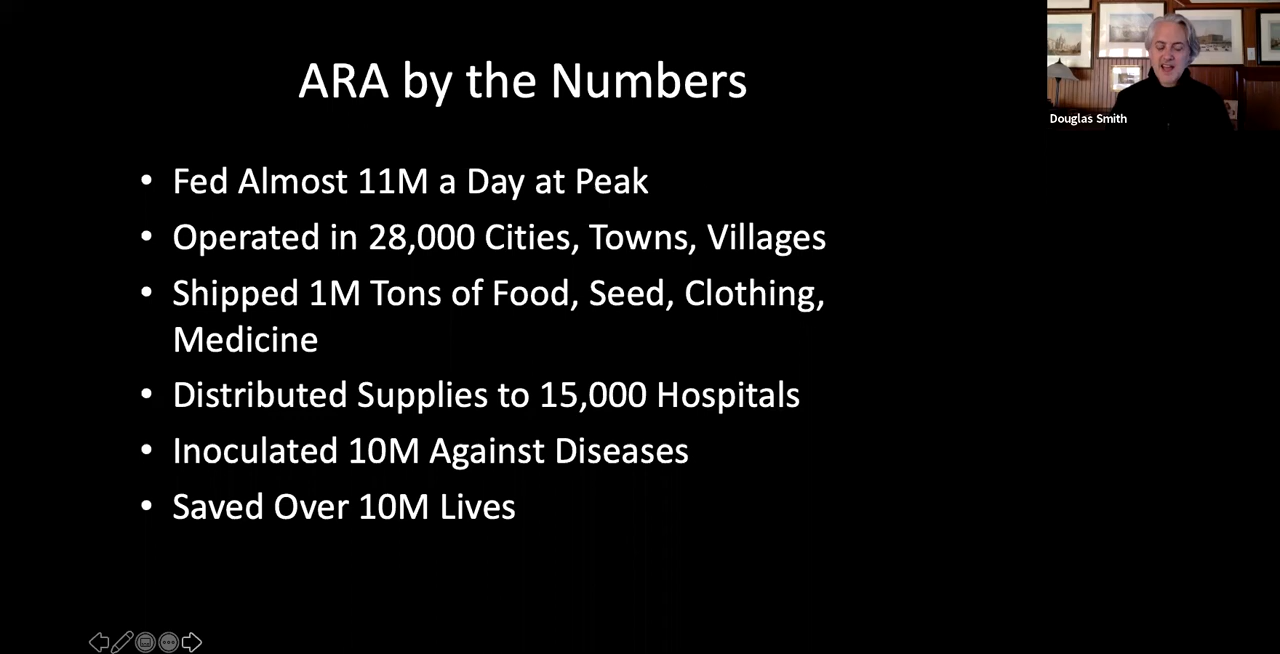 ARA by the Numbers
Douglas Smith
• Fed Almost 11M a Day at Peak
• Operated in 28,000 Cities, Towns, Villages
• Shipped 1M Tons of Food, Seed, Clothing,
Medicine
• Distributed Supplies to 15,000 Hospitals
• Inoculated 10M Against Diseases
• Saved Over 10M Lives